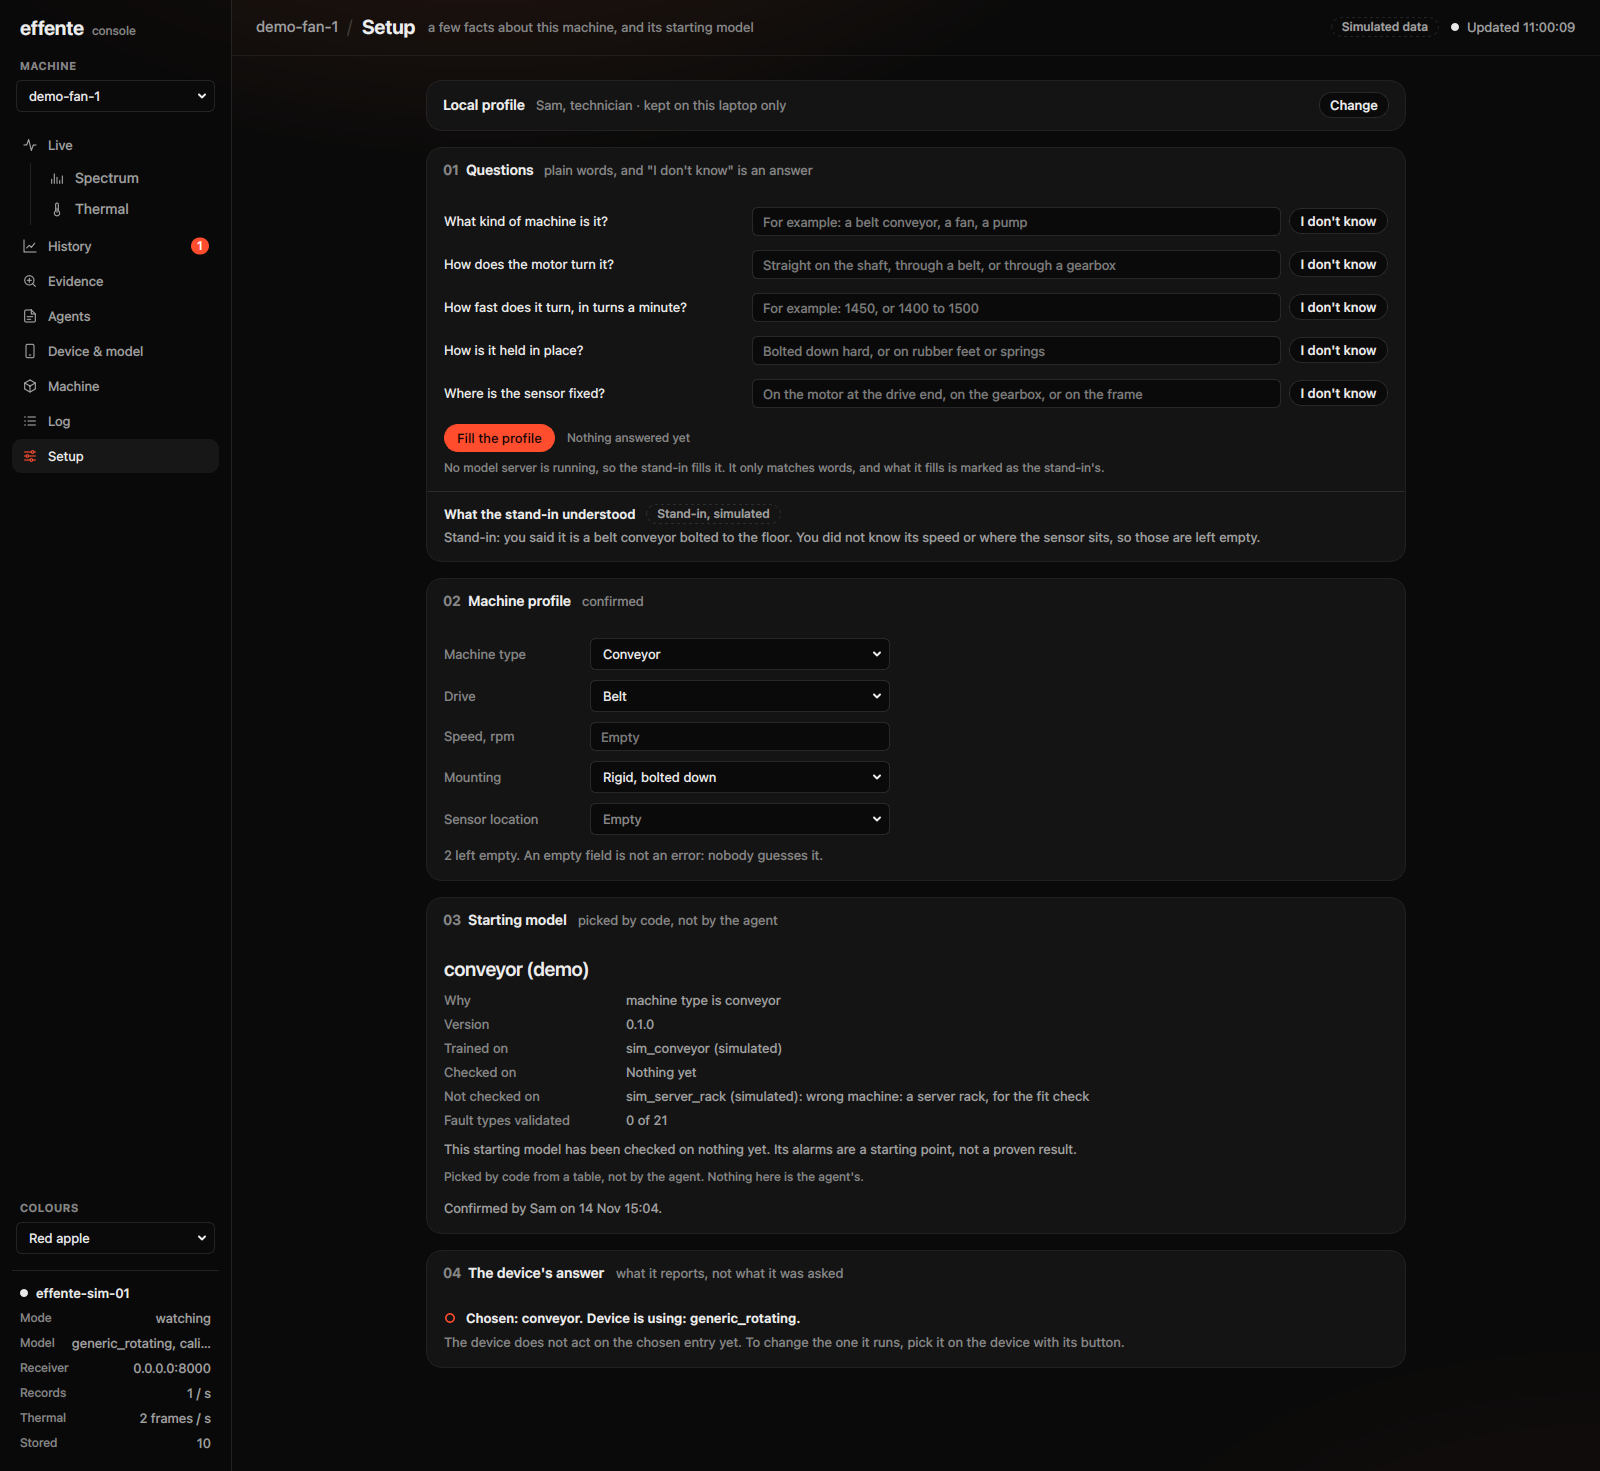 effente console
MACHINE
demo-fan-1
Live
Spectrum
Thermal
History 1
Evidence
Agents
Device & model
Machine
Log
Setup
COLOURS
Red apple
effente-sim-01
Mode watching
Model generic_rotating, cali...
Receiver 0.0.0.0:8000
Records 1 / s
Thermal 2 frames / s
Stored 10
demo-fan-1 / Setup a few facts about this machine, and its starting model
Simulated data Updated 11:00:09
Local profile Sam, technician · kept on this laptop only Change
01 Questions plain words, and "I don't know" is an answer
What kind of machine is it? For example: a belt conveyor, a fan, a pump I don't know
How does the motor turn it? Straight on the shaft, through a belt, or through a gearbox I don't know
How fast does it turn, in turns a minute? For example: 1450, or 1400 to 1500 I don't know
How is it held in place? Bolted down hard, or on rubber feet or springs I don't know
Where is the sensor fixed? On the motor at the drive end, on the gearbox, or on the frame I don't know
Fill the profile Nothing answered yet
No model server is running, so the stand-in fills it. It only matches words, and what it fills is marked as the stand-in's.
What the stand-in understood Stand-in, simulated
Stand-in: you said it is a belt conveyor bolted to the floor. You did not know its speed or where the sensor sits, so those are left empty.
02 Machine profile confirmed
Machine type Conveyor
Drive Belt
Speed, rpm Empty
Mounting Rigid, bolted down
Sensor location Empty
2 left empty. An empty field is not an error: nobody guesses it.
03 Starting model picked by code, not by the agent
conveyor (demo)
Why machine type is conveyor
Version 0.1.0
Trained on sim_conveyor (simulated)
Checked on Nothing yet
Not checked on sim_server_rack (simulated): wrong machine: a server rack, for the fit check
Fault types validated 0 of 21
This starting model has been checked on nothing yet. Its alarms are a starting point, not a proven result.
Picked by code from a table, not by the agent. Nothing here is the agent's.
Confirmed by Sam on 14 Nov 15:04.
04 The device's answer what it reports, not what it was asked
Chosen: conveyor. Device is using: generic_rotating.
The device does not act on the chosen entry yet. To change the one it runs, pick it on the device with its button.